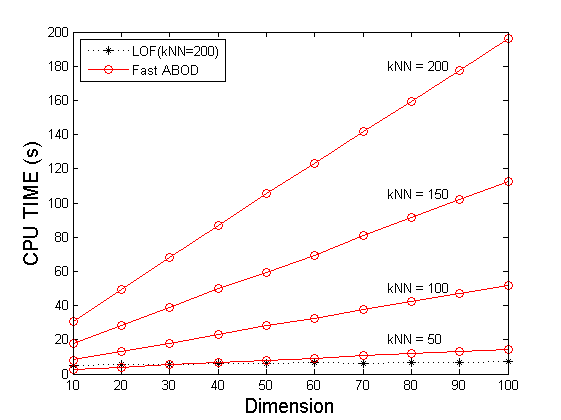 200
180
160
140
120
100
80
60
40
20
0
CPU TIME (s)
LOF(kNN=200)
Fast ABOD
kNN = 200
kNN = 150
kNN = 100
kNN = 50
10 20 30 40 50 60 70 80 90 100
Dimension